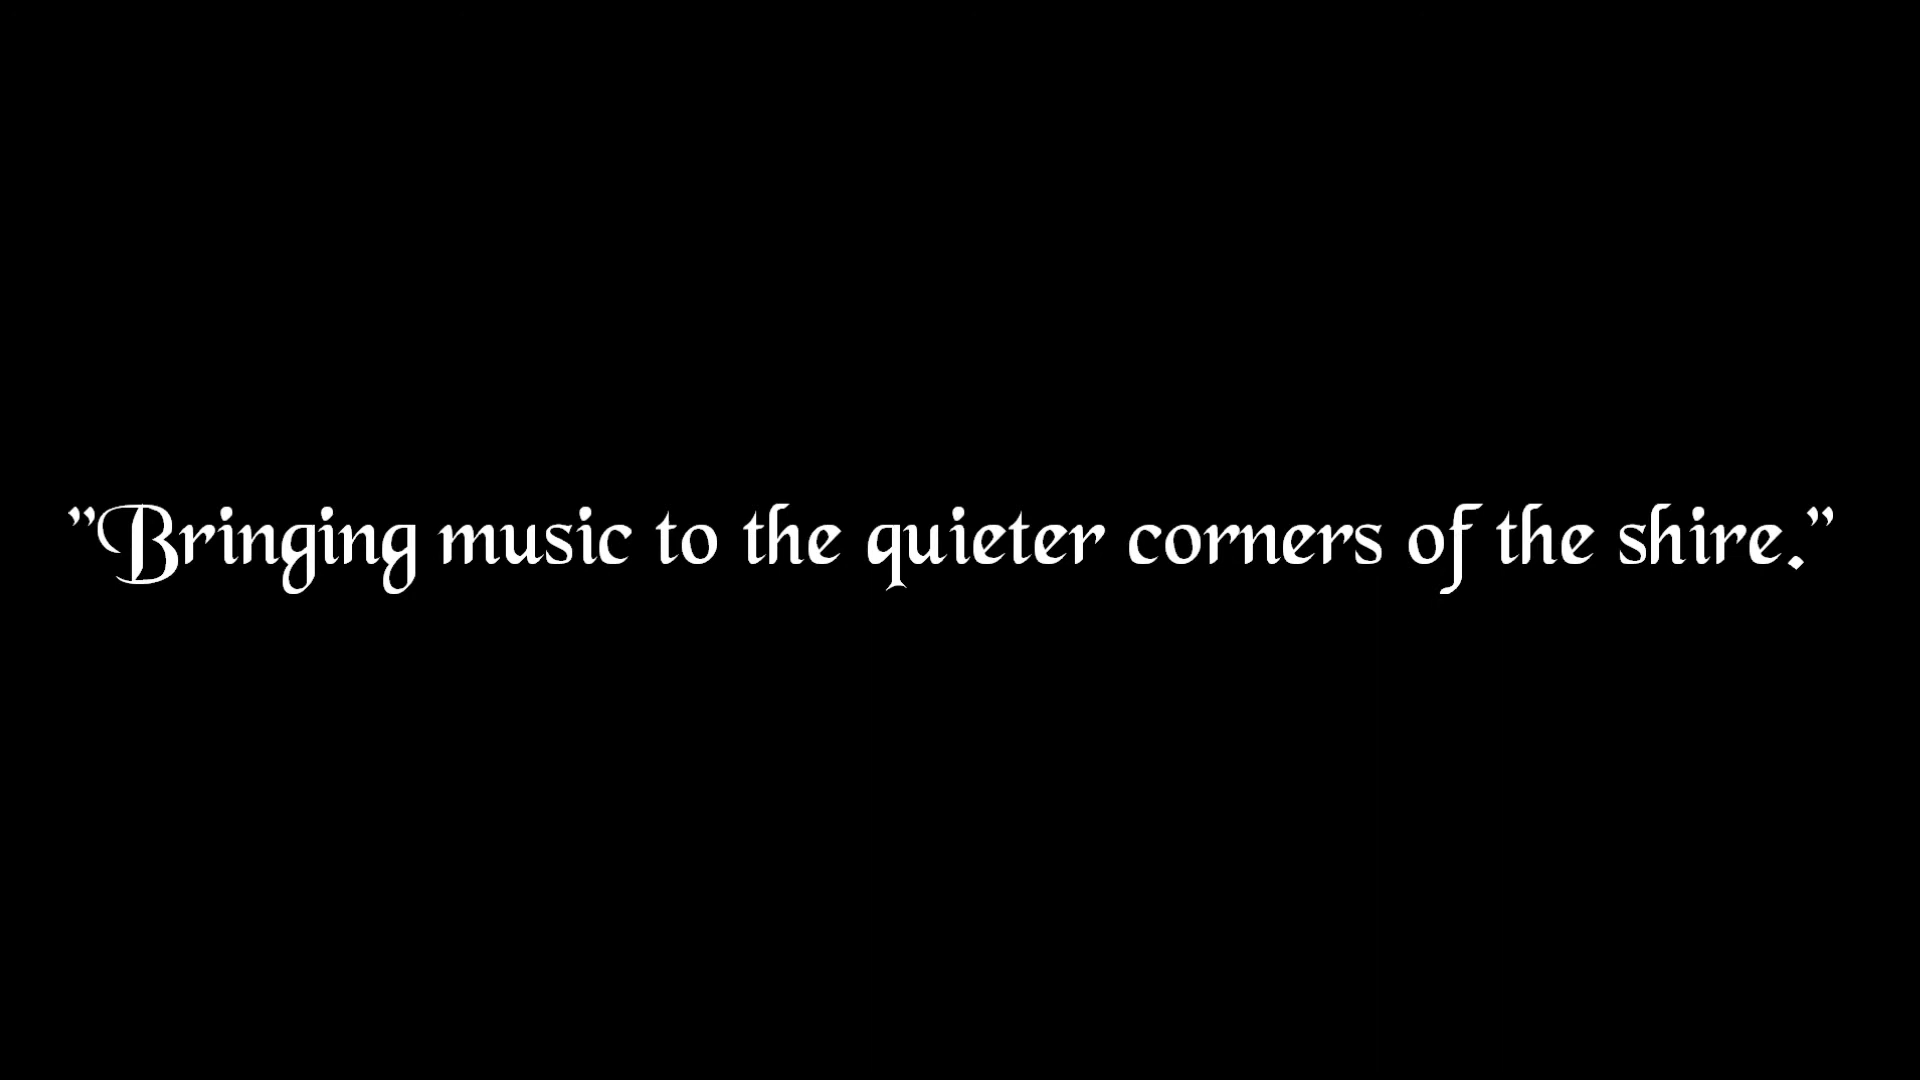 "Bringing music to the quieter corners of the shire."